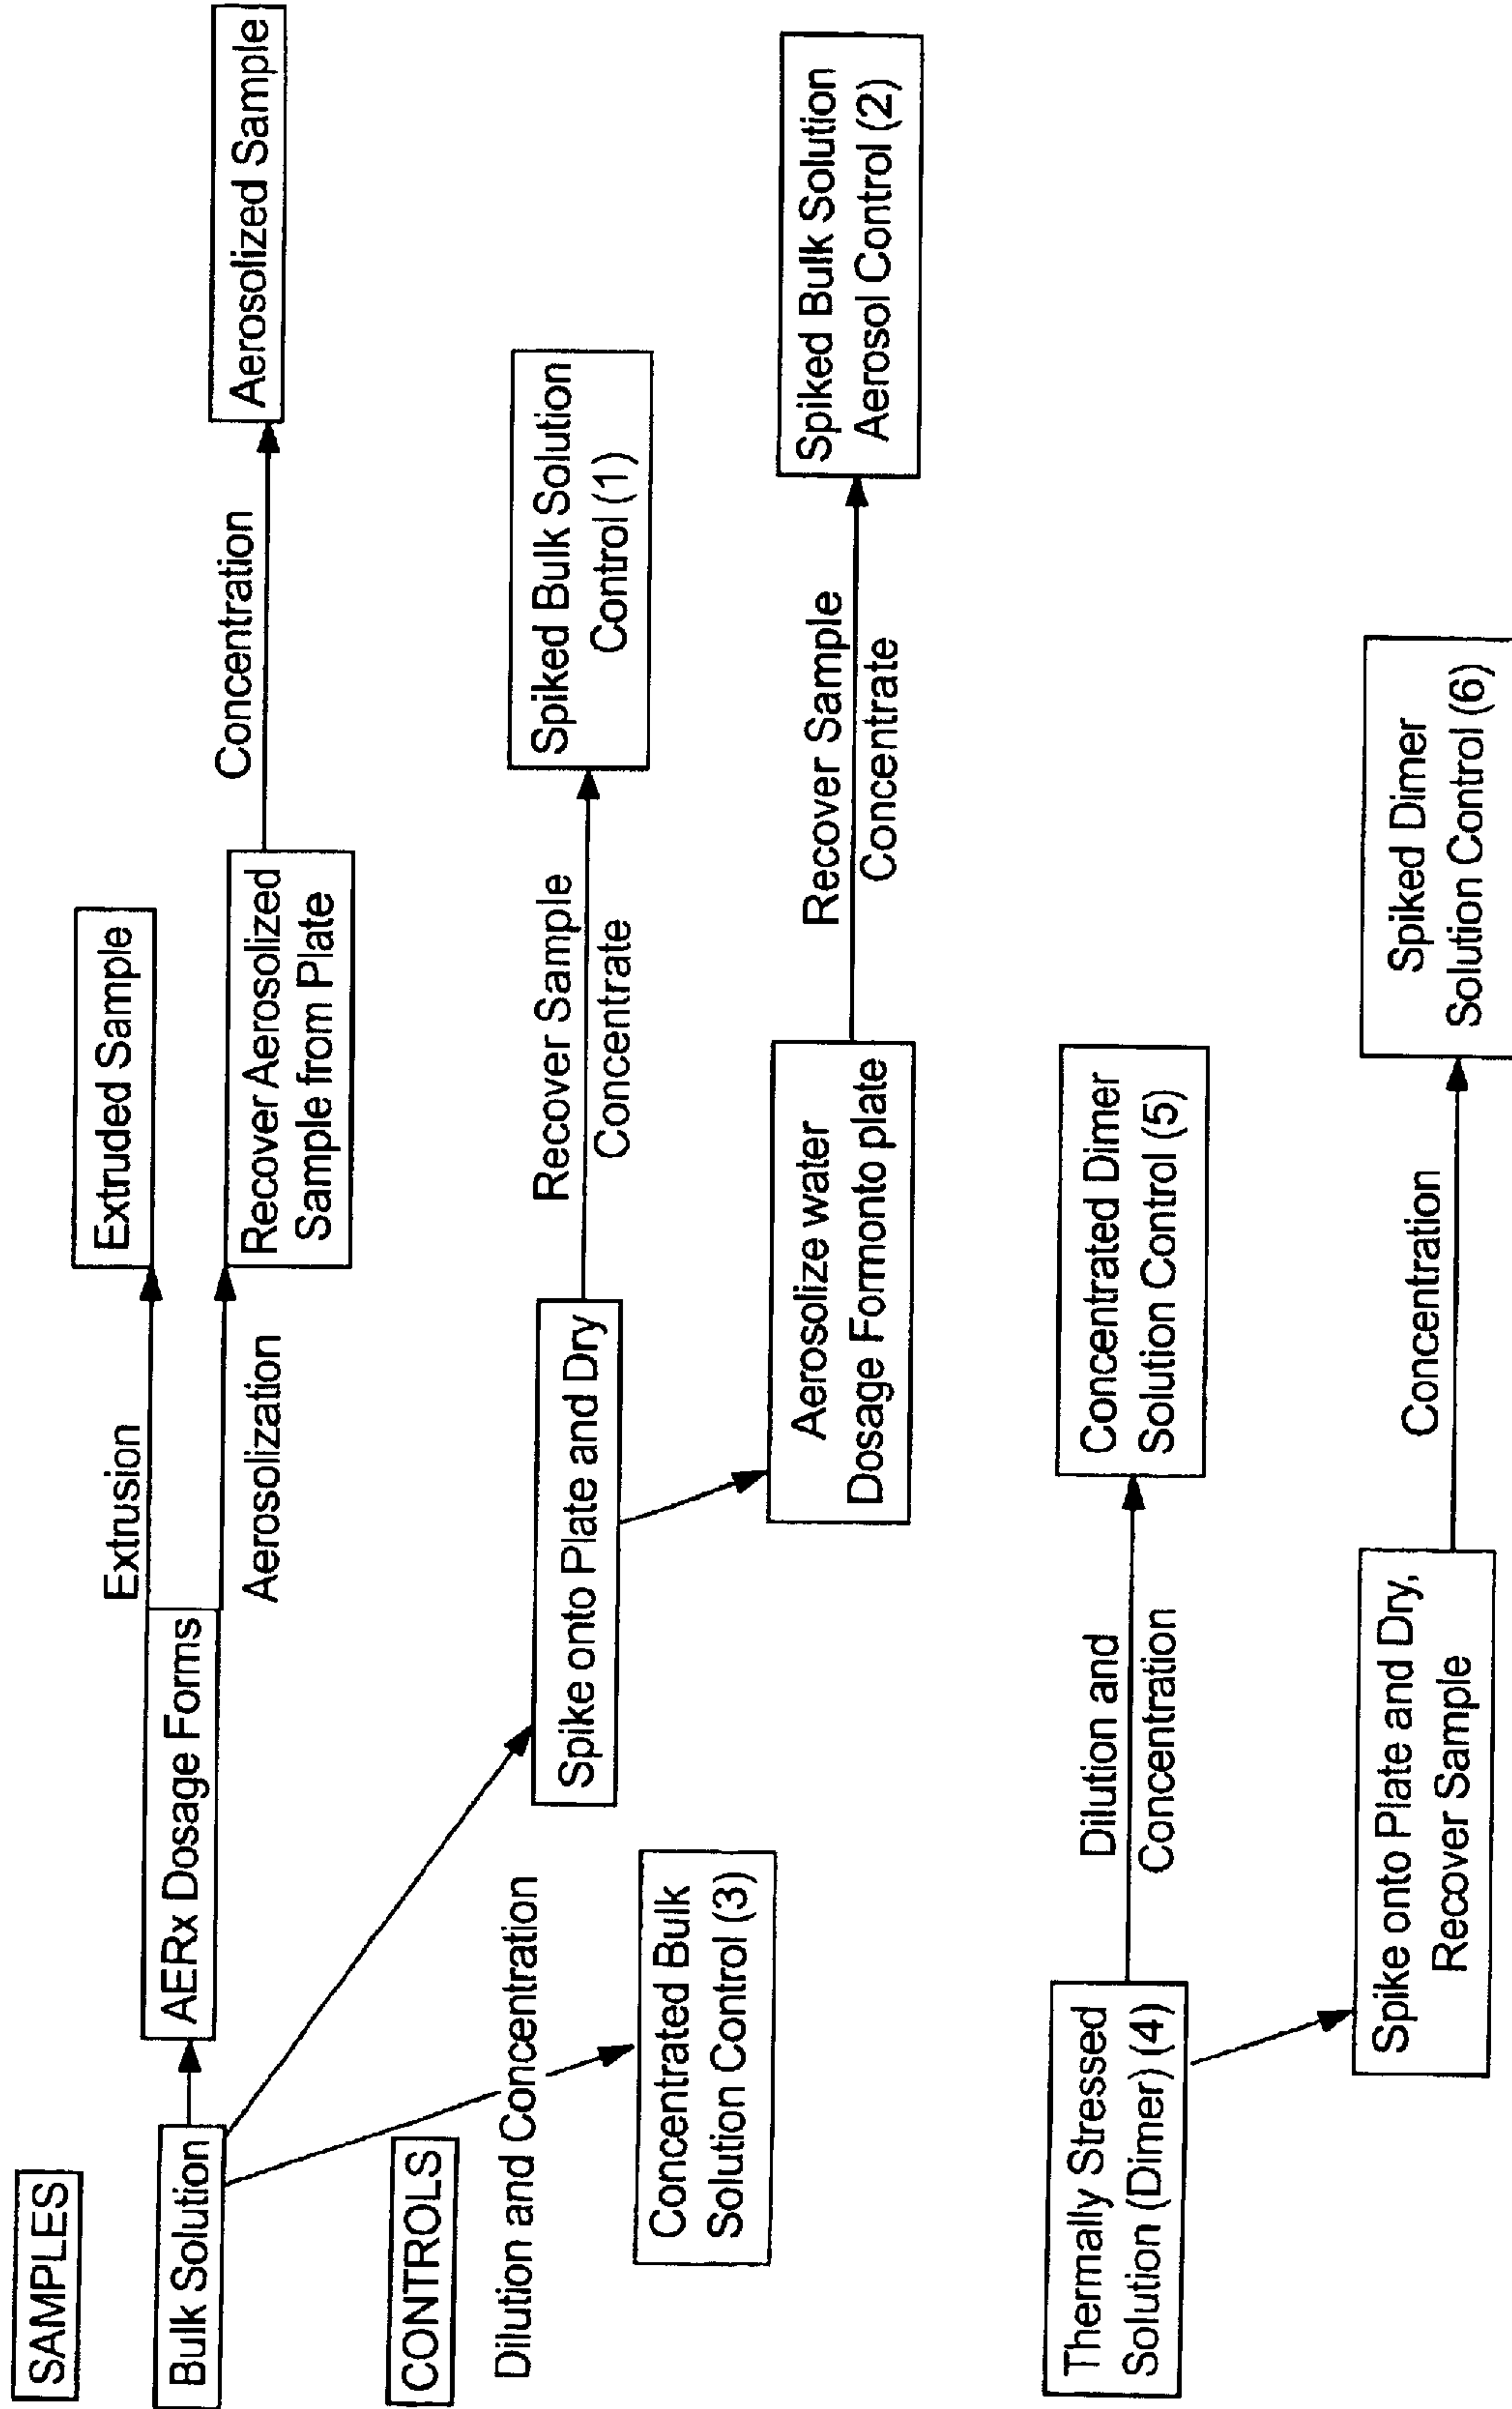 SAMPLES
Bulk Solution
AERx Dosage Forms
Extrusion
Aerosolization
Extruded Sample
Recover Aerosolized
Sample from Plate
Concentration
Aerosolized Sample
CONTROLS
Dilution and Concentration
Concentrated Bulk
Solution Control (3)
Spike onto Plate and Dry
Recover Sample
Concentrate
Spiked Bulk Solution
Control (1)
Aerosolize water
Dosage Formonto plate
Recover Sample
Concentrate
Spiked Bulk Solution
Aerosol Control (2)
Thermally Stressed
Solution (Dimer) (4)
Dilution and
Concentration
Concentrated Dimer
Solution Control (5)
Spike onto Plate and Dry,
Recover Sample
Concentration
Spiked Dimer
Solution Control (6)